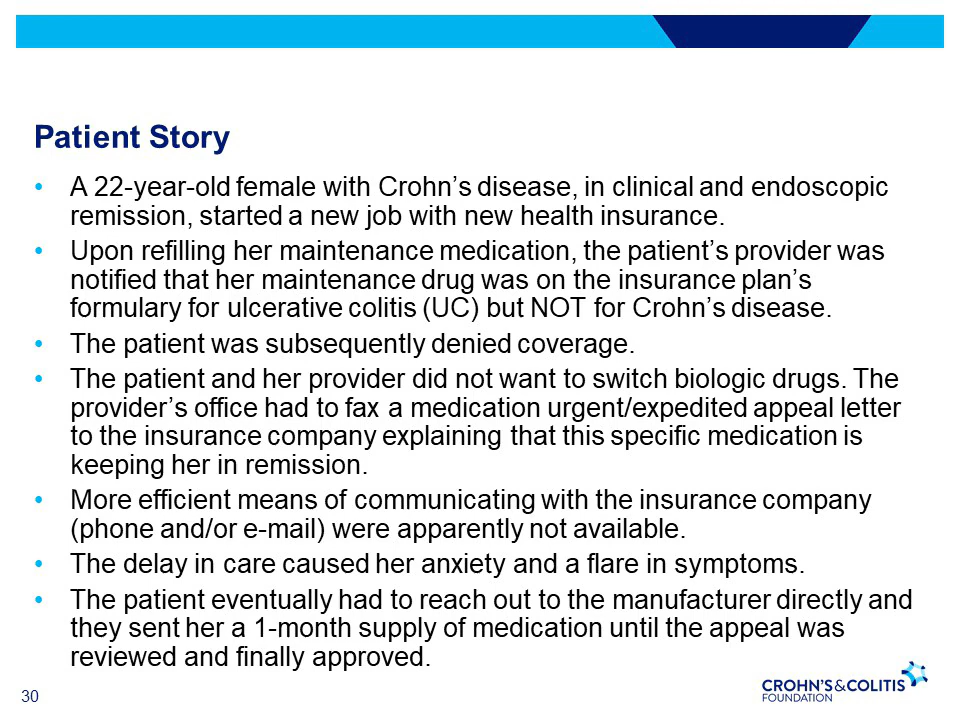 Patient Story
• A 22-year-old female with Crohn’s disease, in clinical and endoscopic
remission, started a new job with new health insurance.
• Upon refilling her maintenance medication, the patient’s provider was
notified that her maintenance drug was on the insurance plan’s
formulary for ulcerative colitis (UC) but NOT for Crohn’s disease.
• The patient was subsequently denied coverage.
• The patient and her provider did not want to switch biologic drugs. The
provider’s office had to fax a medication urgent/expedited appeal letter
to the insurance company explaining that this specific medication is
keeping her in remission.
• More efficient means of communicating with the insurance company
(phone and/or e-mail) were apparently not available.
• The delay in care caused her anxiety and a flare in symptoms.
• The patient eventually had to reach out to the manufacturer directly and
they sent her a 1-month supply of medication until the appeal was
reviewed and finally approved.
30
CROHN’S&COLITIS
FOUNDATION